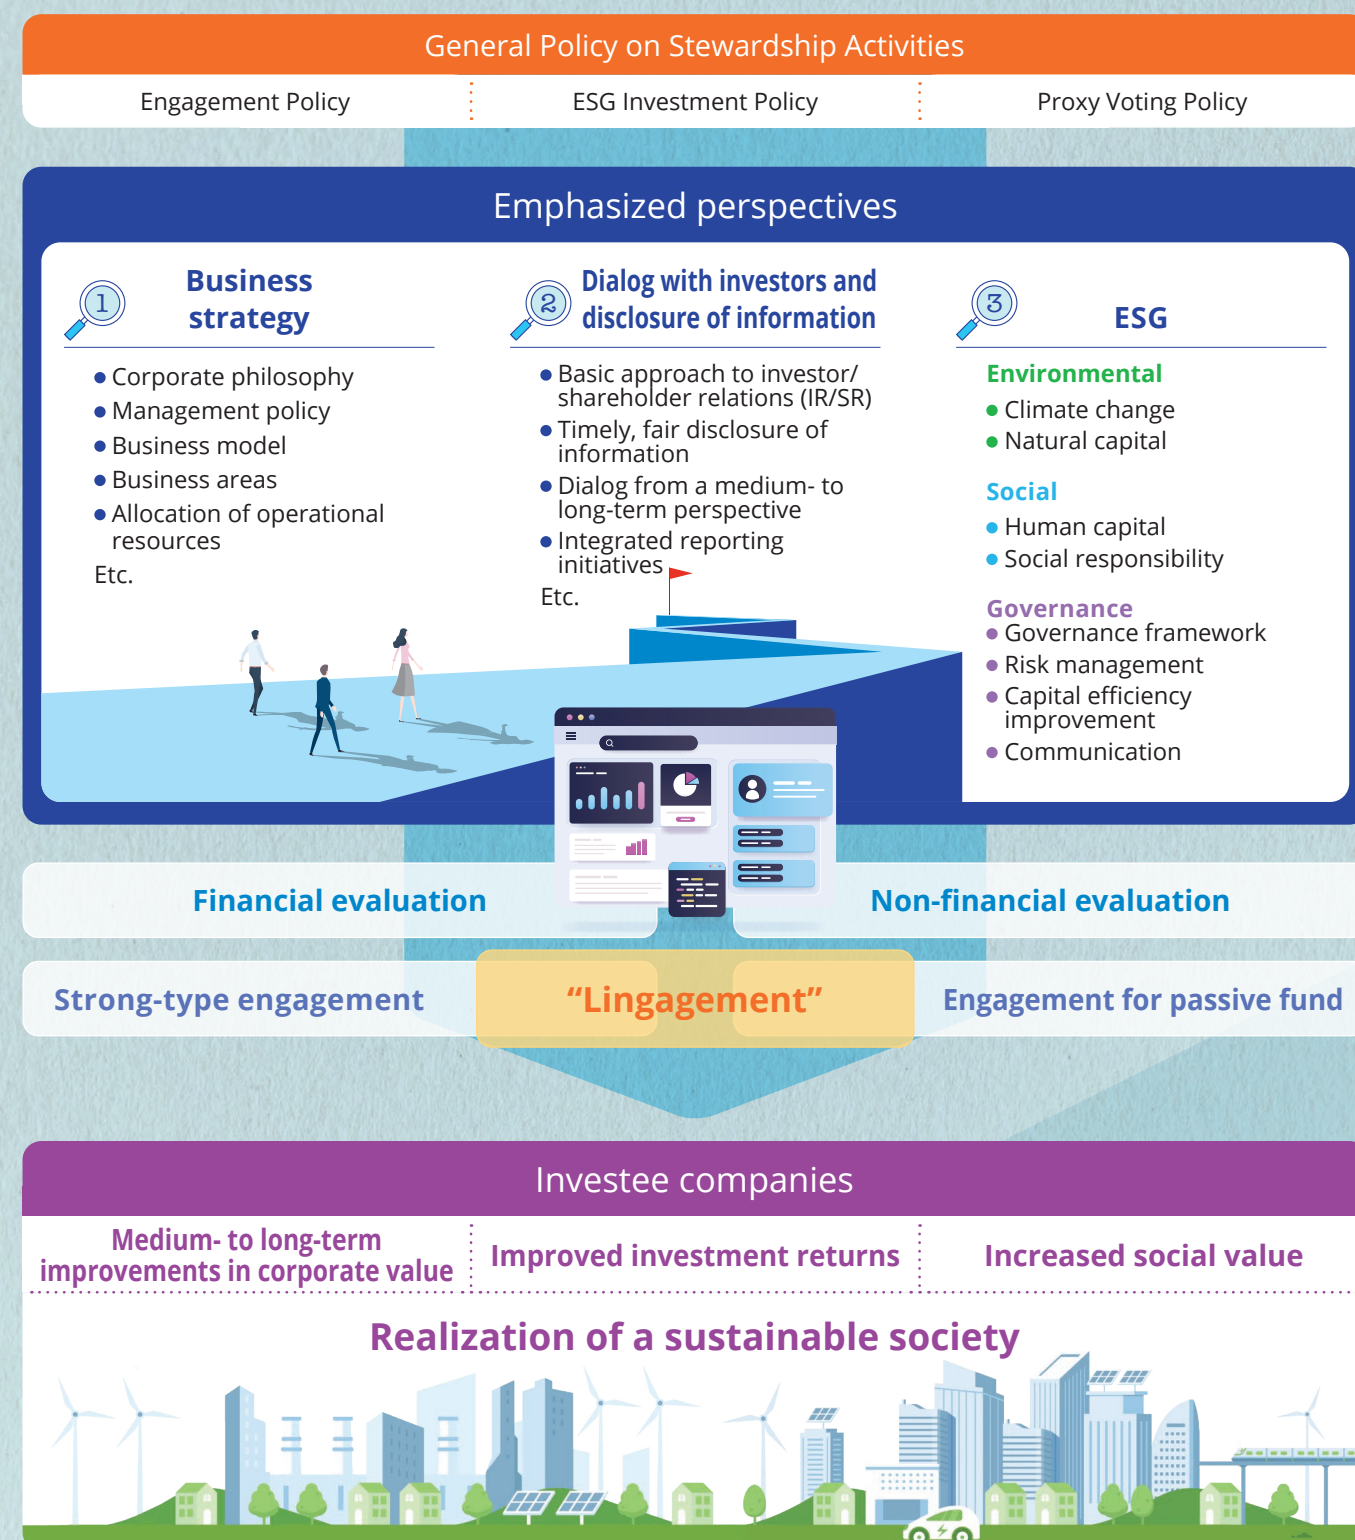 General Policy on Stewardship Activities
Engagement Policy
ESG Investment Policy
Proxy Voting Policy
Emphasized perspectives
1
Business
strategy
• Corporate philosophy
• Management policy
• Business model
• Business areas
• Allocation of operational
resources
Etc.
2
Dialog with investors and
disclosure of information
• Basic approach to investor/
shareholder relations (IR/SR)
• Timely, fair disclosure of
information
• Dialog from a medium- to
long-term perspective
• Integrated reporting
initiatives
Etc.
3
ESG
Environmental
• Climate change
• Natural capital
Social
• Human capital
• Social responsibility
Governance
• Governance framework
• Risk management
• Capital efficiency
improvement
• Communication
Financial evaluation
Non-financial evaluation
Strong-type engagement
“Lingagement”
Engagement for passive fund
Investee companies
Medium- to long-term
improvements in corporate value
Improved investment returns
Increased social value
Realization of a sustainable society